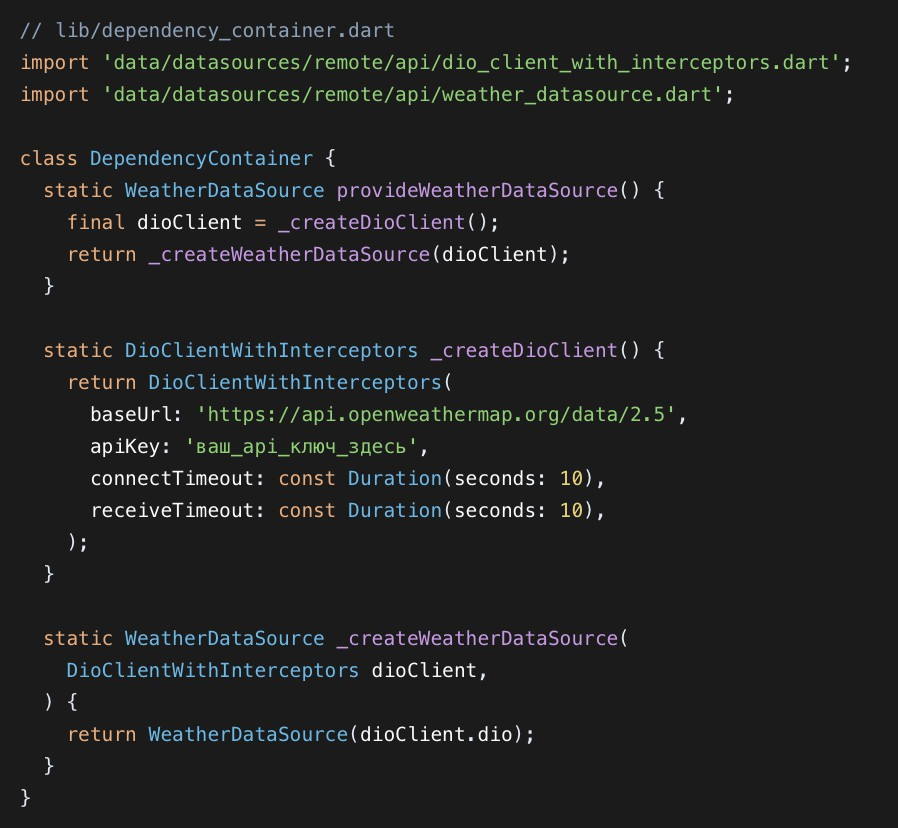 // lib/dependency_container.dart
import 'data/datasources/remote/api/dio_client_with_interceptors.dart';
import 'data/datasources/remote/api/weather_datasource.dart';

class DependencyContainer {
  static WeatherDataSource provideWeatherDataSource() {
    final dioClient = _createDioClient();
    return _createWeatherDataSource(dioClient);
  }

  static DioClientWithInterceptors _createDioClient() {
    return DioClientWithInterceptors(
      baseUrl: 'https://api.openweathermap.org/data/2.5',
      apiKey: 'ваш_api_ключ_здесь',
      connectTimeout: const Duration(seconds: 10),
      receiveTimeout: const Duration(seconds: 10),
    );
  }

  static WeatherDataSource _createWeatherDataSource(
    DioClientWithInterceptors dioClient,
  ) {
    return WeatherDataSource(dioClient.dio);
  }
}